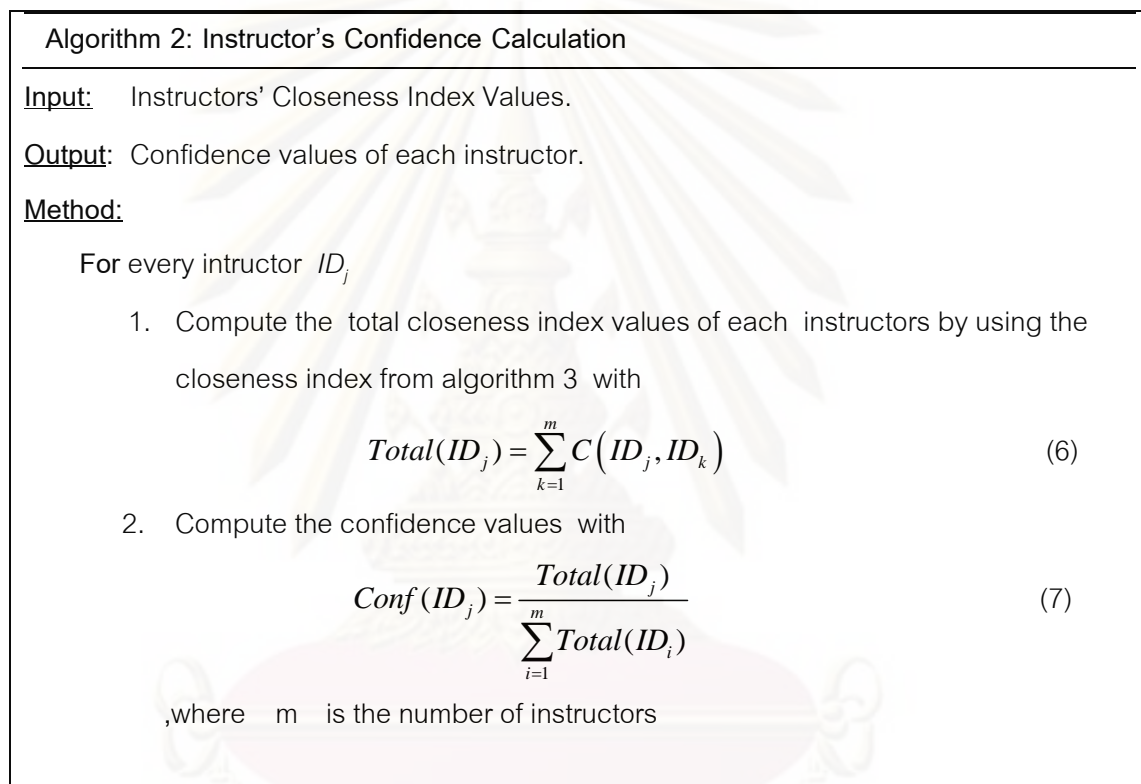 Algorithm 2: Instructor's Confidence Calculation
Input: Instructors' Closeness Index Values.
Output: Confidence values of each instructor.
Method:
For every intructor ID_j
1. Compute the total closeness index values of each instructors by using the
closeness index from algorithm 3 with
Total(ID_j) = \sum_{k=1}^{m} C(ID_j, ID_k) (6)
2. Compute the confidence values with
Conf(ID_j) = \frac{Total(ID_j)}{\sum_{i=1}^{m} Total(ID_i)} (7)
,where m is the number of instructors